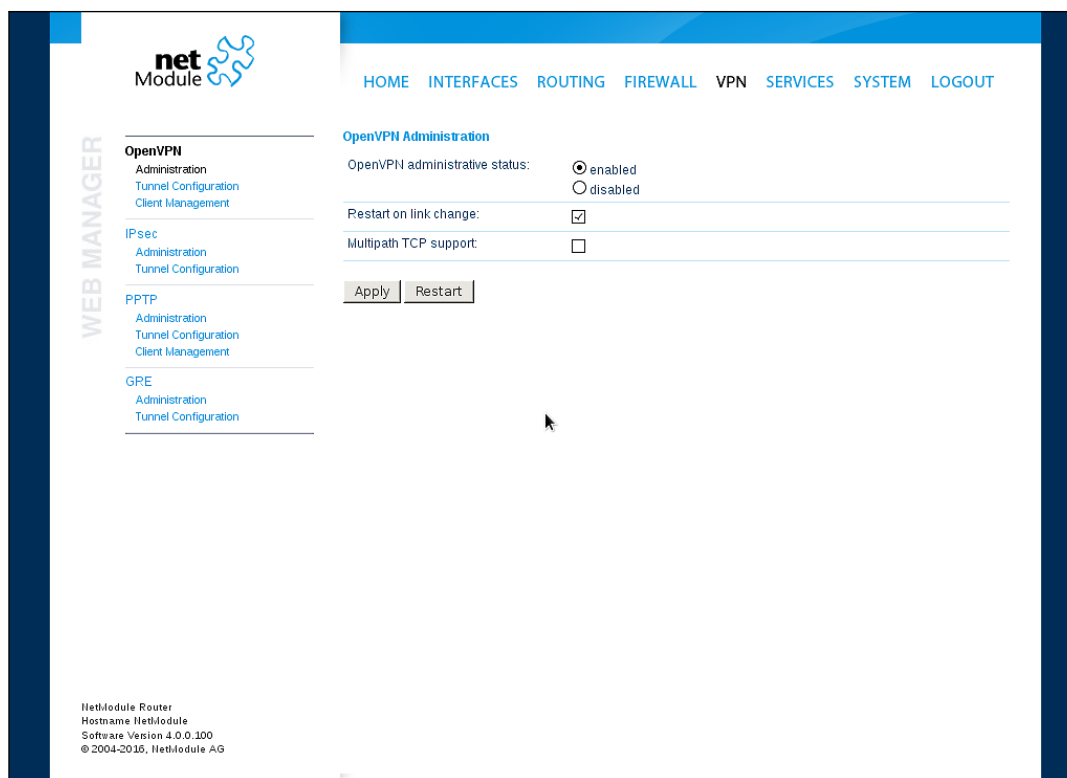 net
Module
HOME INTERFACES ROUTING FIREWALL VPN SERVICES SYSTEM LOGOUT
WEB MANAGER
OpenVPN
Administration
Tunnel Configuration
Client Management
IPsec
Administration
Tunnel Configuration
PPTP
Administration
Tunnel Configuration
Client Management
GRE
Administration
Tunnel Configuration
OpenVPN Administration
OpenVPN administrative status:
enabled
disabled
Restart on link change:
Multipath TCP support:
Apply Restart
NetModule Router
Hostname NetModule
Software Version 4.0.0.100
© 2004-2016, NetModule AG